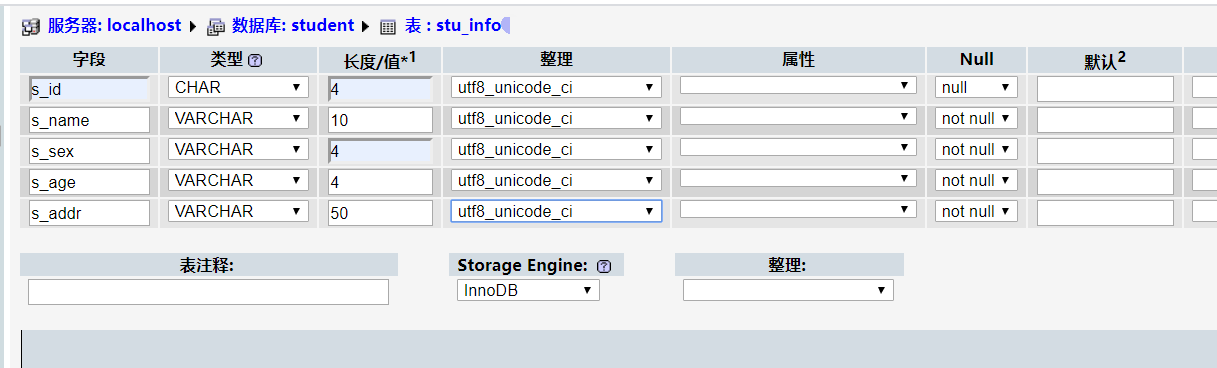 服务器: localhost ▶ 数据库: student ▶ 表 : stu_info
字段 类型 长度/值*1 整理 属性 Null 默认2
s_id CHAR 4 utf8_unicode_ci null
s_name VARCHAR 10 utf8_unicode_ci not null
s_sex VARCHAR 4 utf8_unicode_ci not null
s_age VARCHAR 4 utf8_unicode_ci not null
s_addr VARCHAR 50 utf8_unicode_ci not null
表注释: Storage Engine: 整理:
InnoDB